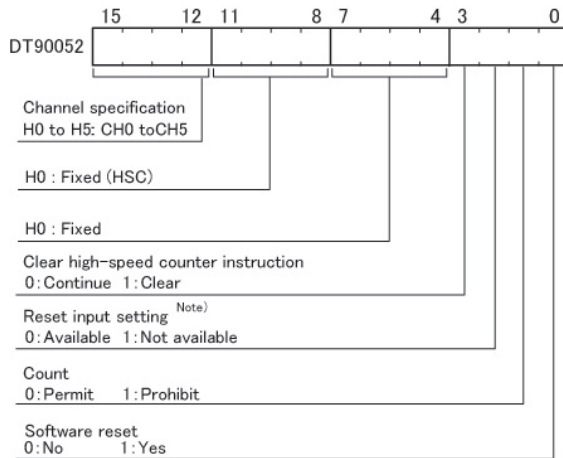 15 12 11 8 7 4 3 0
DT90052
Channel specification
H0 to H5: CH0 toCH5
H0 : Fixed (HSC)
H0 : Fixed
Clear high-speed counter instruction
0:Continue 1:Clear
Reset input setting Note)
0:Available 1:Not available
Count
0:Permit 1:Prohibit
Software reset
0:No 1:Yes